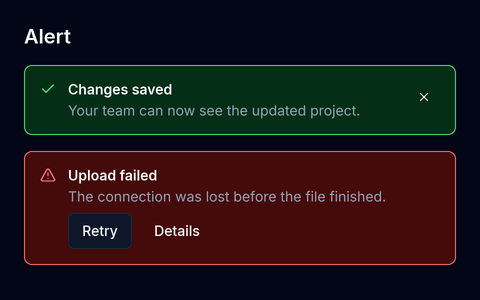 Alert
Changes saved
Your team can now see the updated project.
Upload failed
The connection was lost before the file finished.
Retry Details